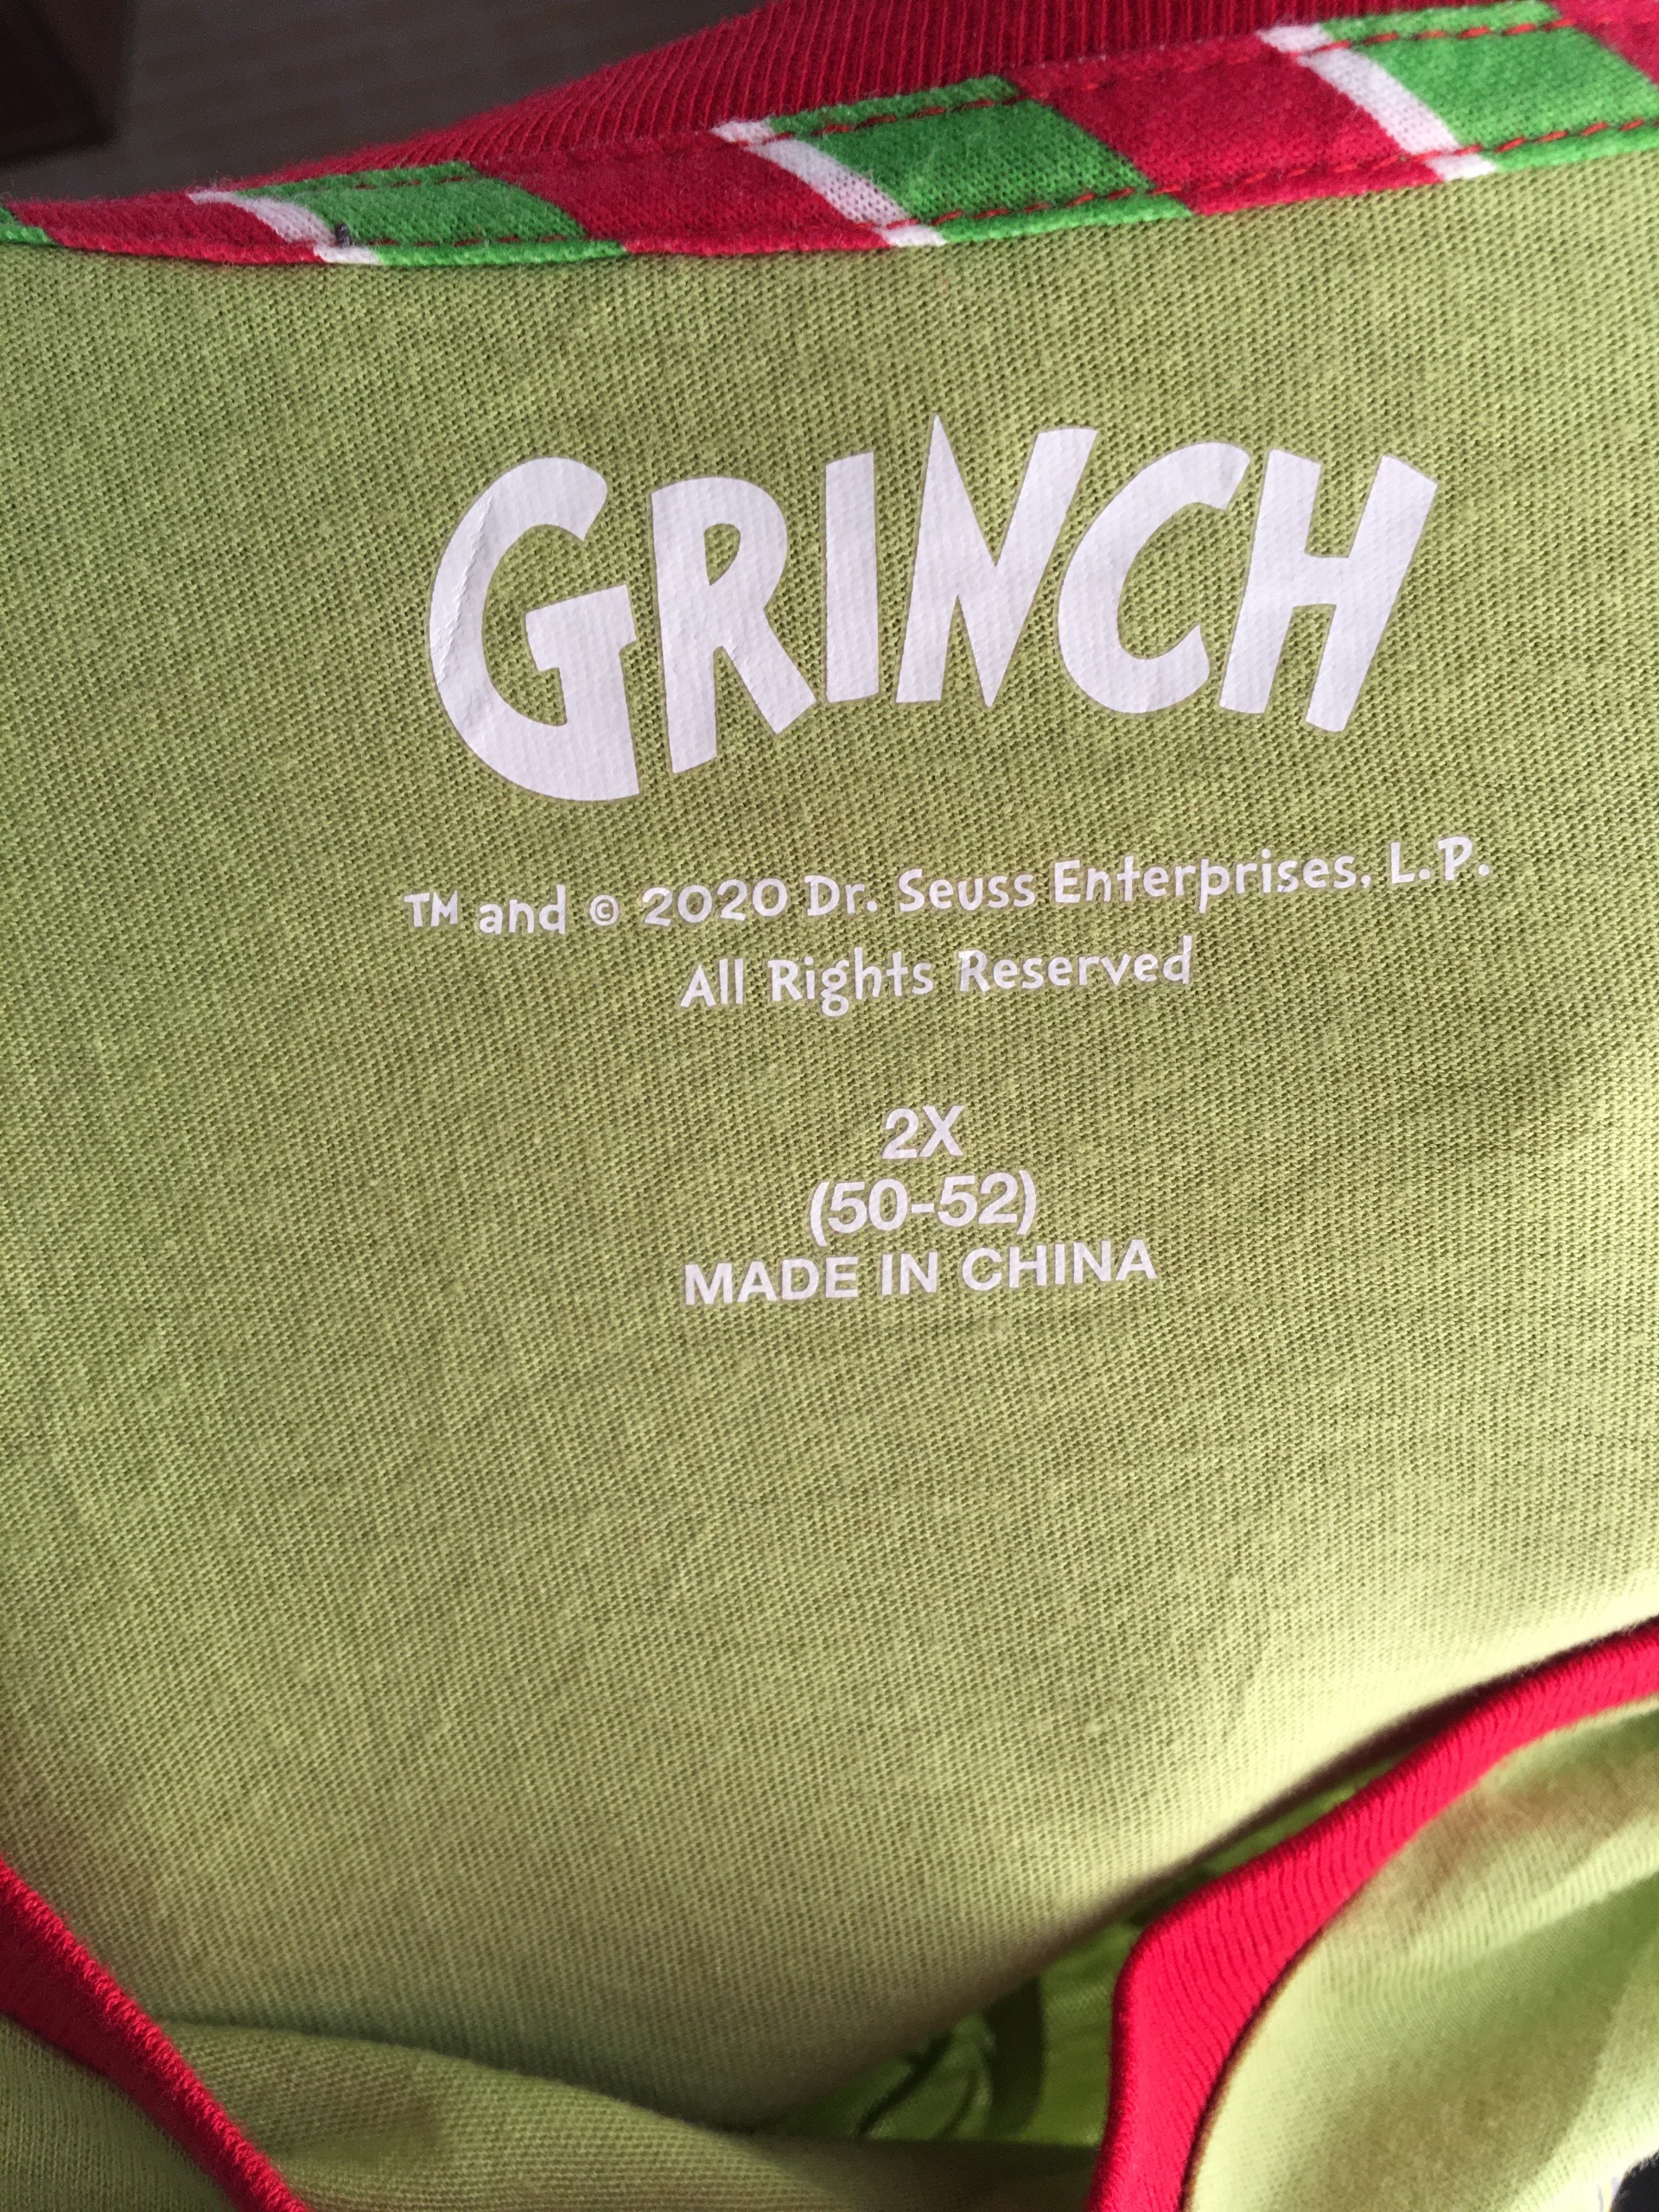 GRINCH
™ and © 2020 Dr. Seuss Enterprises, L.P.
All Rights Reserved
2X
(50-52)
MADE IN CHINA